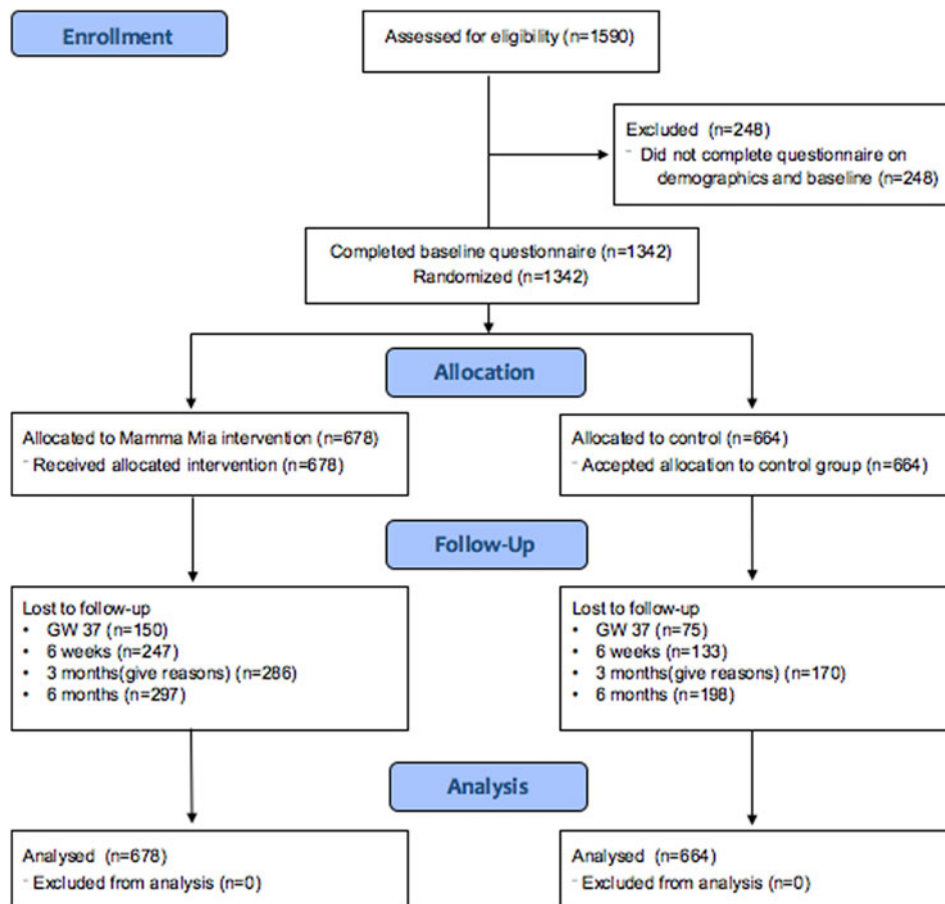 Enrollment
Assessed for eligibility (n=1590)
Excluded (n=248)
⁻ Did not complete questionnaire on
demographics and baseline (n=248)
Completed baseline questionnaire (n=1342)
Randomized (n=1342)
Allocation
Allocated to Mamma Mia intervention (n=678)
⁻ Received allocated intervention (n=678)
Allocated to control (n=664)
⁻ Accepted allocation to control group (n=664)
Follow-Up
Lost to follow-up
• GW 37 (n=150)
• 6 weeks (n=247)
• 3 months(give reasons) (n=286)
• 6 months (n=297)
Lost to follow-up
• GW 37 (n=75)
• 6 weeks (n=133)
• 3 months(give reasons) (n=170)
• 6 months (n=198)
Analysis
Analysed (n=678)
⁻ Excluded from analysis (n=0)
Analysed (n=664)
⁻ Excluded from analysis (n=0)